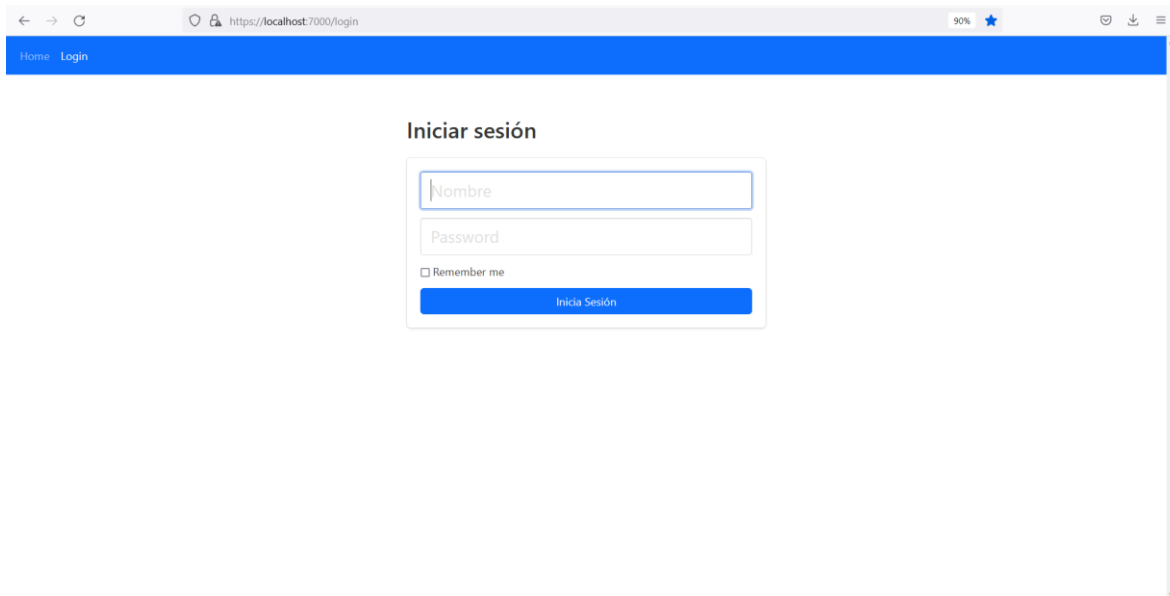 https://localhost:7000/login
90%
Home Login
Iniciar sesión
Nombre
Password
Remember me
Inicia Sesión